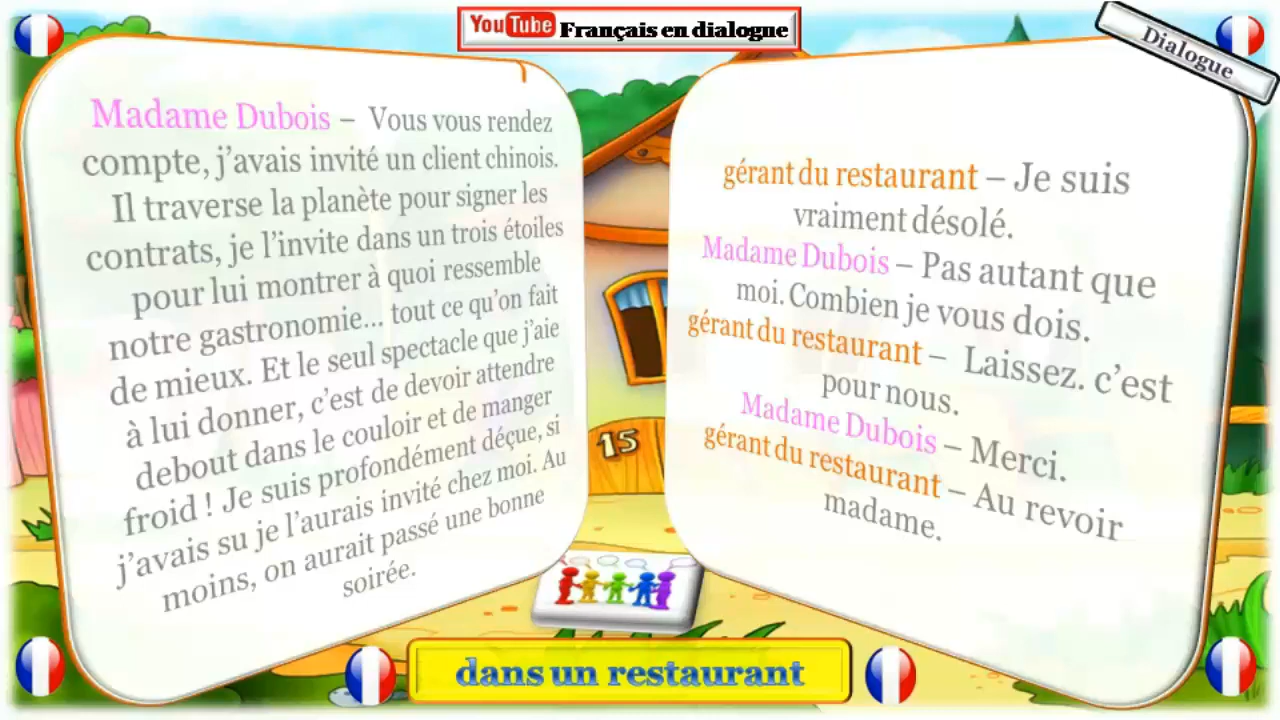 YouTube Français en dialogue
Dialogue
Madame Dubois – Vous vous rendez
compte, j’avais invité un client chinois.
Il traverse la planète pour signer les
contrats, je l’invite dans un trois étoiles
pour lui montrer à quoi ressemble
notre gastronomie... tout ce qu’on fait
de mieux. Et le seul spectacle que j’aie
à lui donner, c’est de devoir attendre
debout dans le couloir et de manger
froid ! Je suis profondément déçue, si
j’avais su je l’aurais invité chez moi. Au
moins, on aurait passé une bonne
soirée.
gérant du restaurant – Je suis
vraiment désolé.
Madame Dubois – Pas autant que
moi. Combien je vous dois.
gérant du restaurant – Laissez. c’est
pour nous.
Madame Dubois – Merci.
gérant du restaurant – Au revoir
madame.
15
dans un restaurant